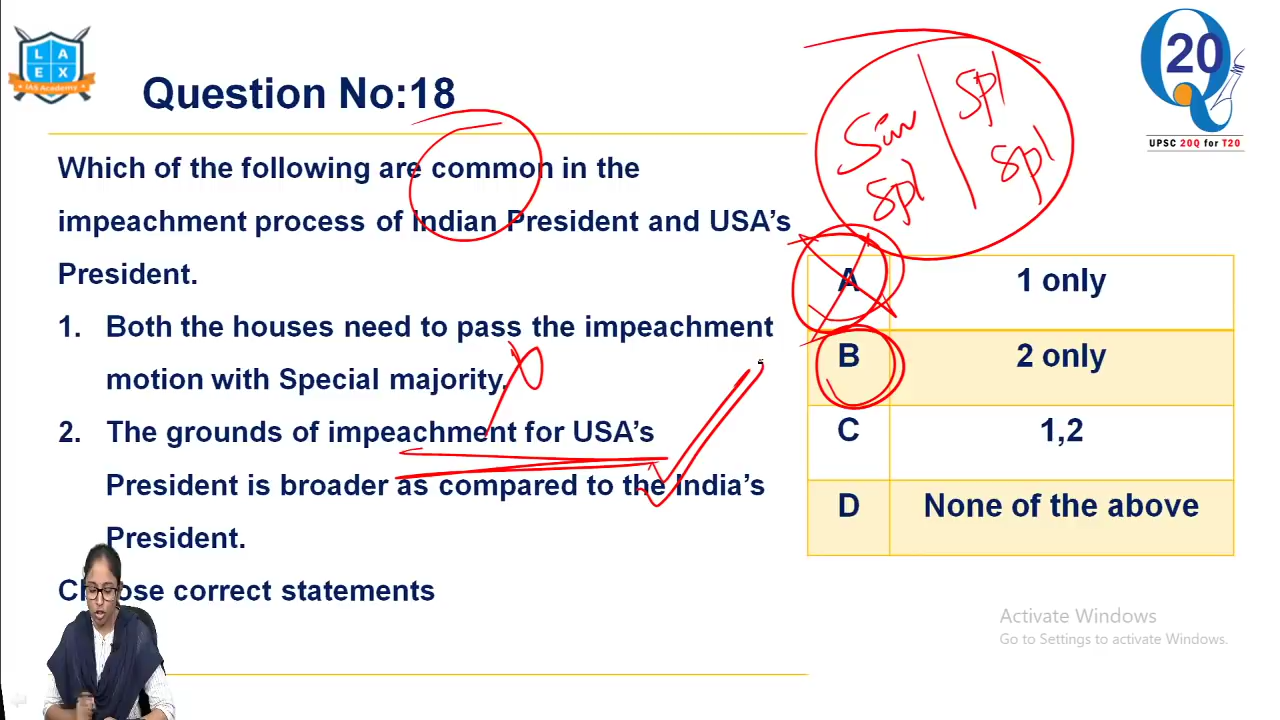 L A
E X
IAS Academy
Question No:18
Q 20
UPSC 20Q for T20
Sim | Spl
Spl Spl
Which of the following are common in the
impeachment process of Indian President and USA’s
President.
1. Both the houses need to pass the impeachment
motion with Special majority.
2. The grounds of impeachment for USA’s
President is broader as compared to the India’s
President.
Choose correct statements
A 1 only
B 2 only
C 1,2
D None of the above
Activate Windows
Go to Settings to activate Windows.